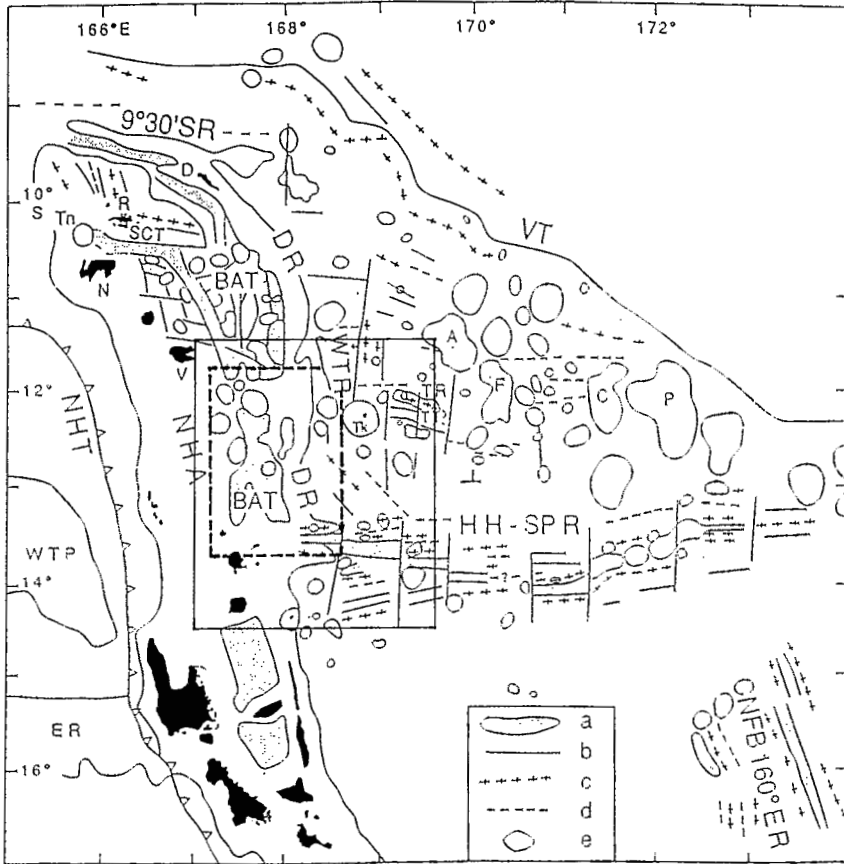 166°E 168° 170° 172°
9°30'SR
D
10°
S
R
Tn
SCT
VT
DR
N
BAT
WTR
A
V
12°
TR
F
C
P
TT
Tk
NHT
NHA
DR
BAT
HH-SPR
WTP
14°
-?-
ER
a
b
CNFB 160° ER
16°
c
d
e